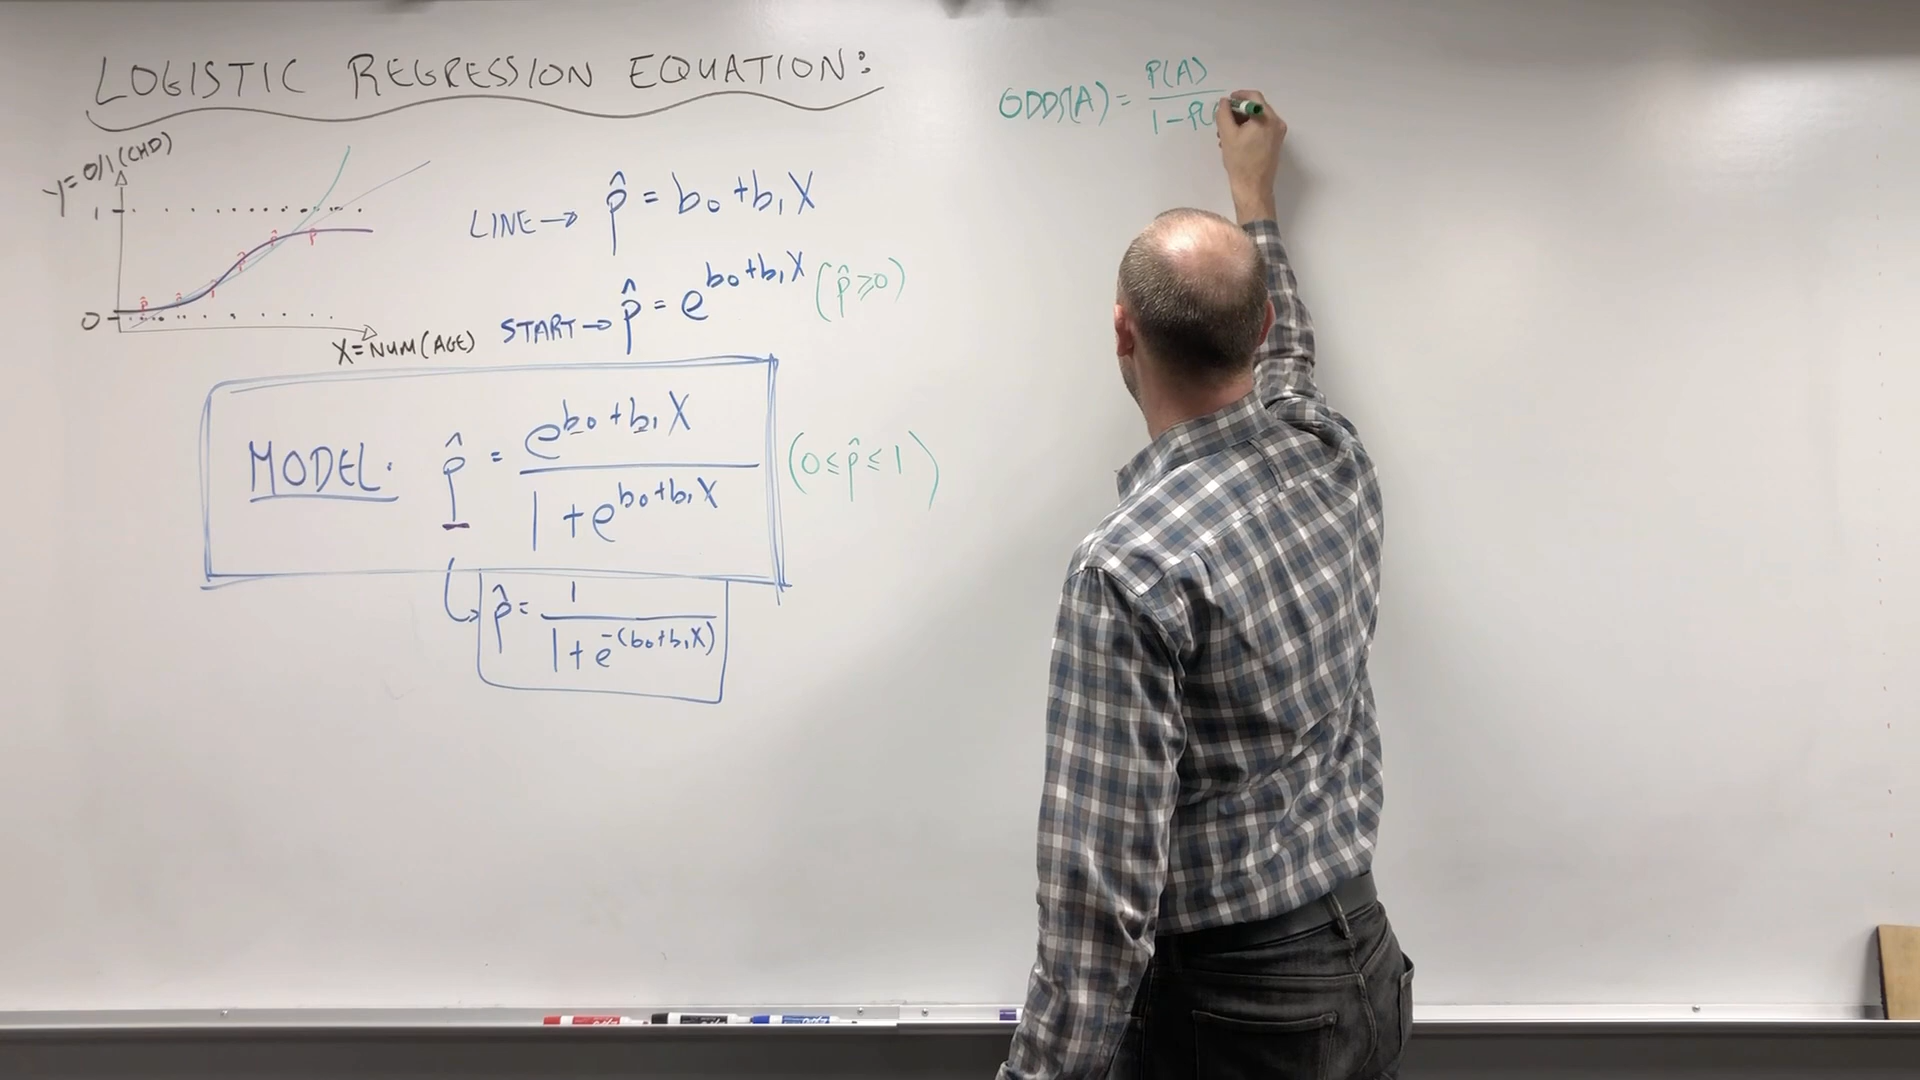 LOGISTIC REGRESSION EQUATION:
Y=0/1 (CHD)
1
p̂ p̂ p̂ p̂ p̂ p̂
0
X=NUM(AGE)
LINE → p̂ = b₀+b₁X
START → p̂ = e^(b₀+b₁X) (p̂≥0)
MODEL. p̂ = e^(b₀+b₁X) / 1+e^(b₀+b₁X) (0≤p̂≤1)
p̂= 1 / 1+e^-(b₀+b₁X)
ODDS(A) = P(A) / 1-P(